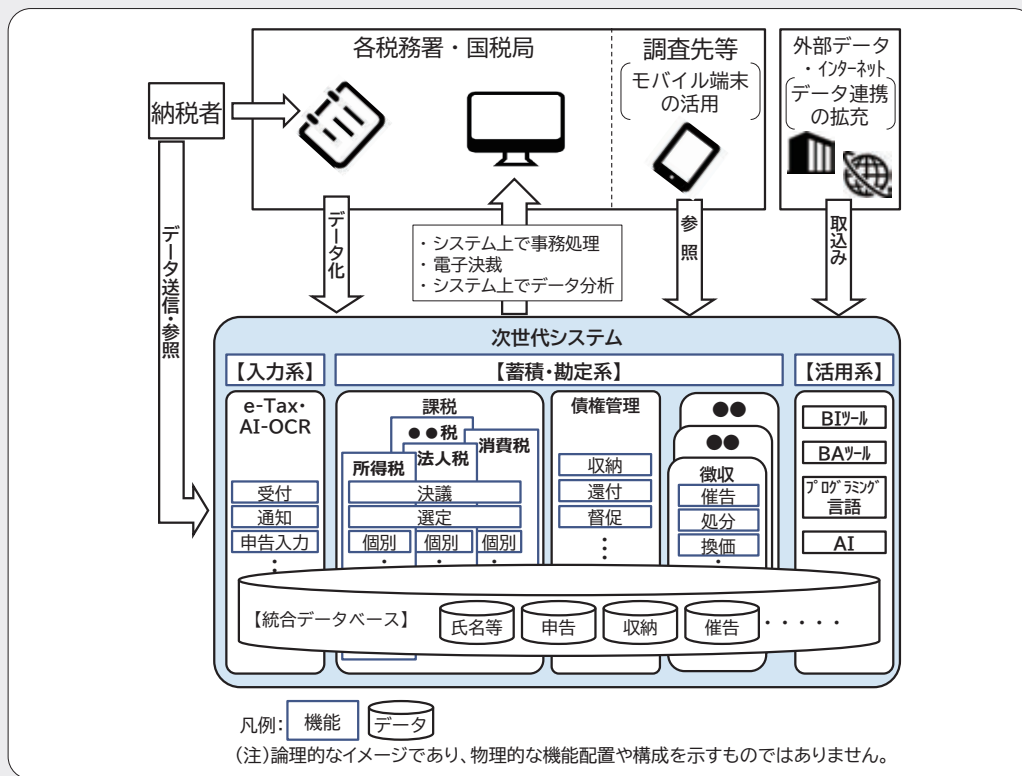 各税務署・国税局
調査先等
モバイル端末
の活用
外部データ
・インターネット
データ連携
の拡充
納税者
データ送信・参照
データ化
・システム上で事務処理
・電子決裁
・システム上でデータ分析
参照
取込み
次世代システム
【入力系】
【蓄積・勘定系】
【活用系】
e-Tax・
AI-OCR
受付
通知
申告入力
⋮
課税
●●税
消費税
法人税
所得税
決議
選定
個別
個別
個別
債権管理
収納
還付
督促
⋮
●●
●●
徴収
催告
処分
換価
BIツール
BAツール
プログラミング
言語
AI
【統合データベース】
氏名等
申告
収納
催告
・・・・・
凡例:
機能
データ
(注)論理的なイメージであり、物理的な機能配置や構成を示すものではありません。